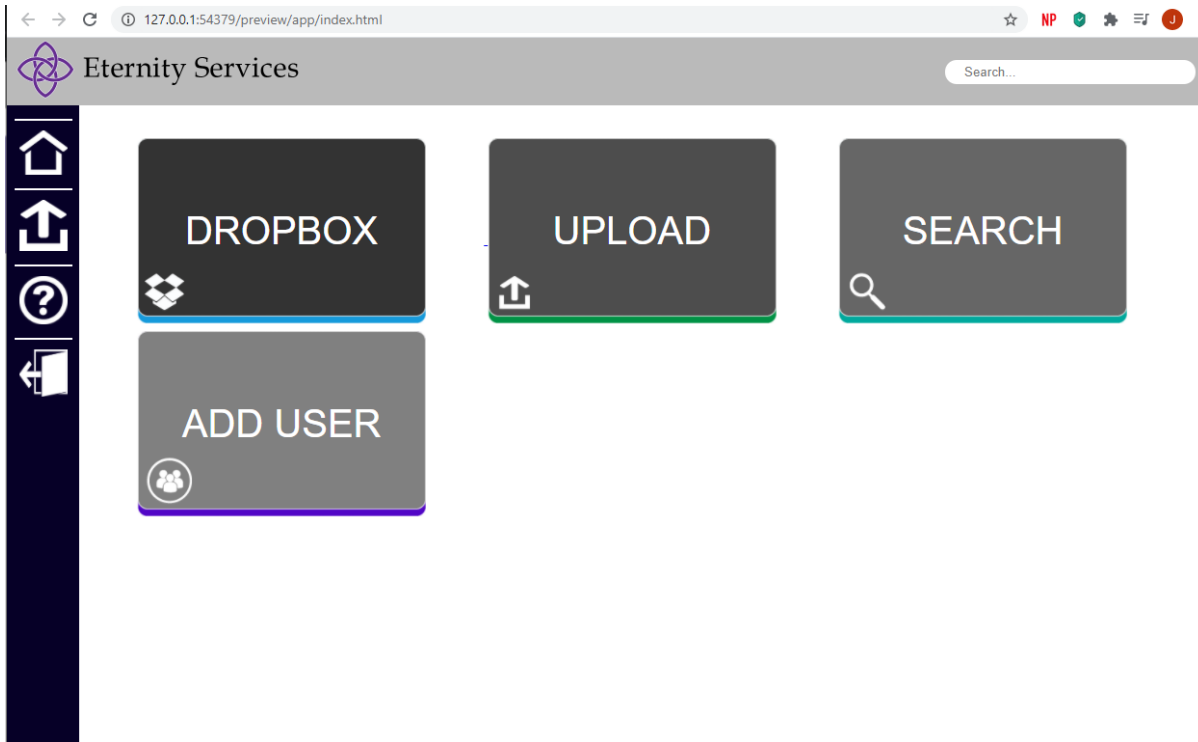 127.0.0.1:54379/preview/app/index.html
NP
J
Eternity Services
Search...
DROPBOX
UPLOAD
SEARCH
ADD USER